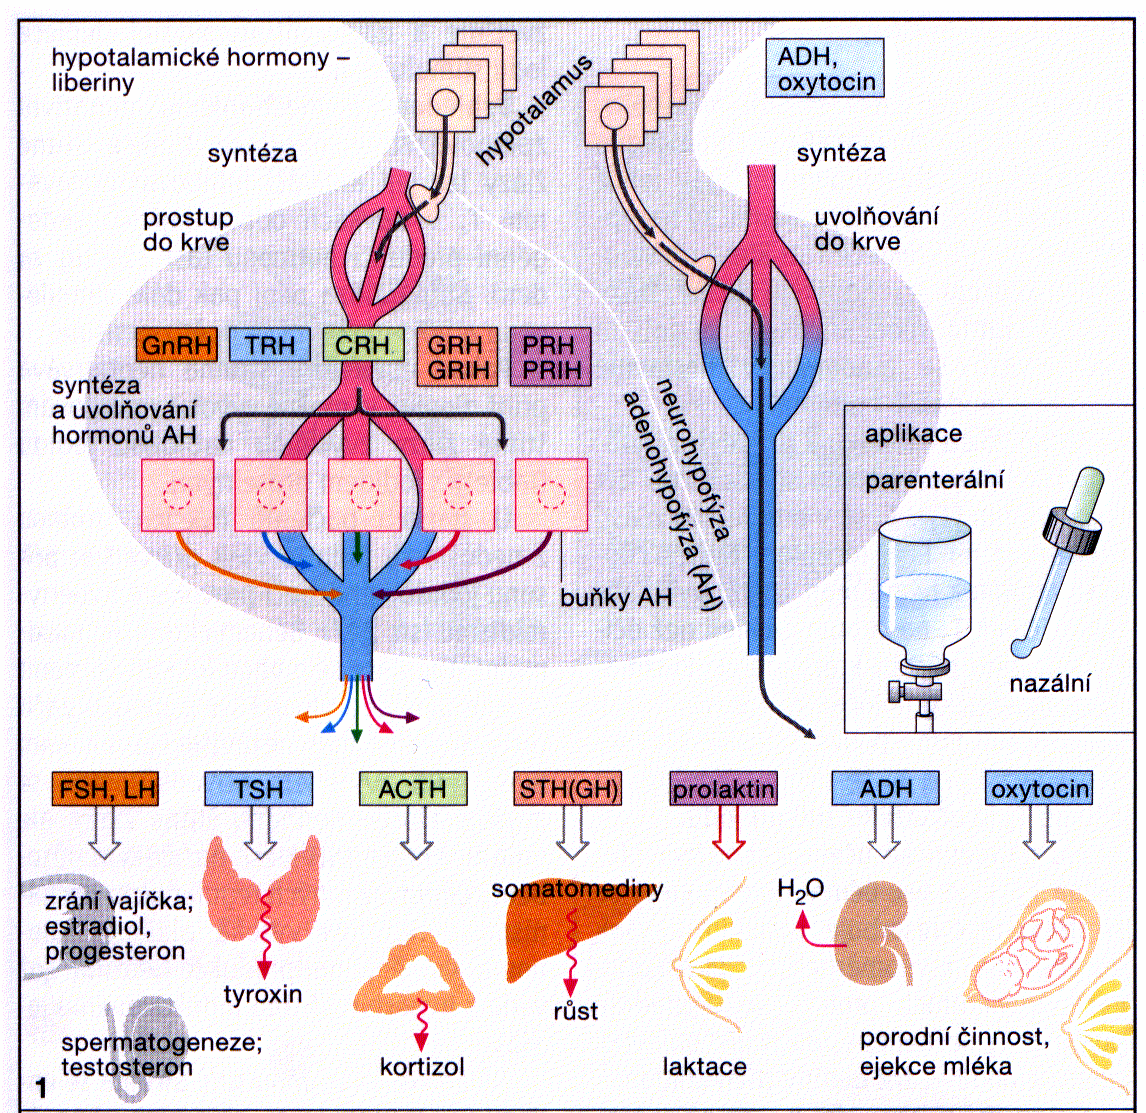 hypotalamické hormony –
liberiny
ADH,
oxytocin
hypotalamus
syntéza
syntéza
prostup
do krve
uvolňování
do krve
GnRH
TRH
CRH
GRH
GRIH
PRH
PRIH
syntéza
a uvolňování
hormonů AH
neurohypofýza
adenohypofýza (AH)
buňky AH
aplikace
parenterální
nazální
FSH, LH
TSH
ACTH
STH(GH)
prolaktin
ADH
oxytocin
zrání vajíčka;
estradiol,
progesteron
tyroxin
somatomediny
H₂O
růst
spermatogeneze;
testosteron
kortizol
laktace
porodní činnost,
ejekce mléka
1